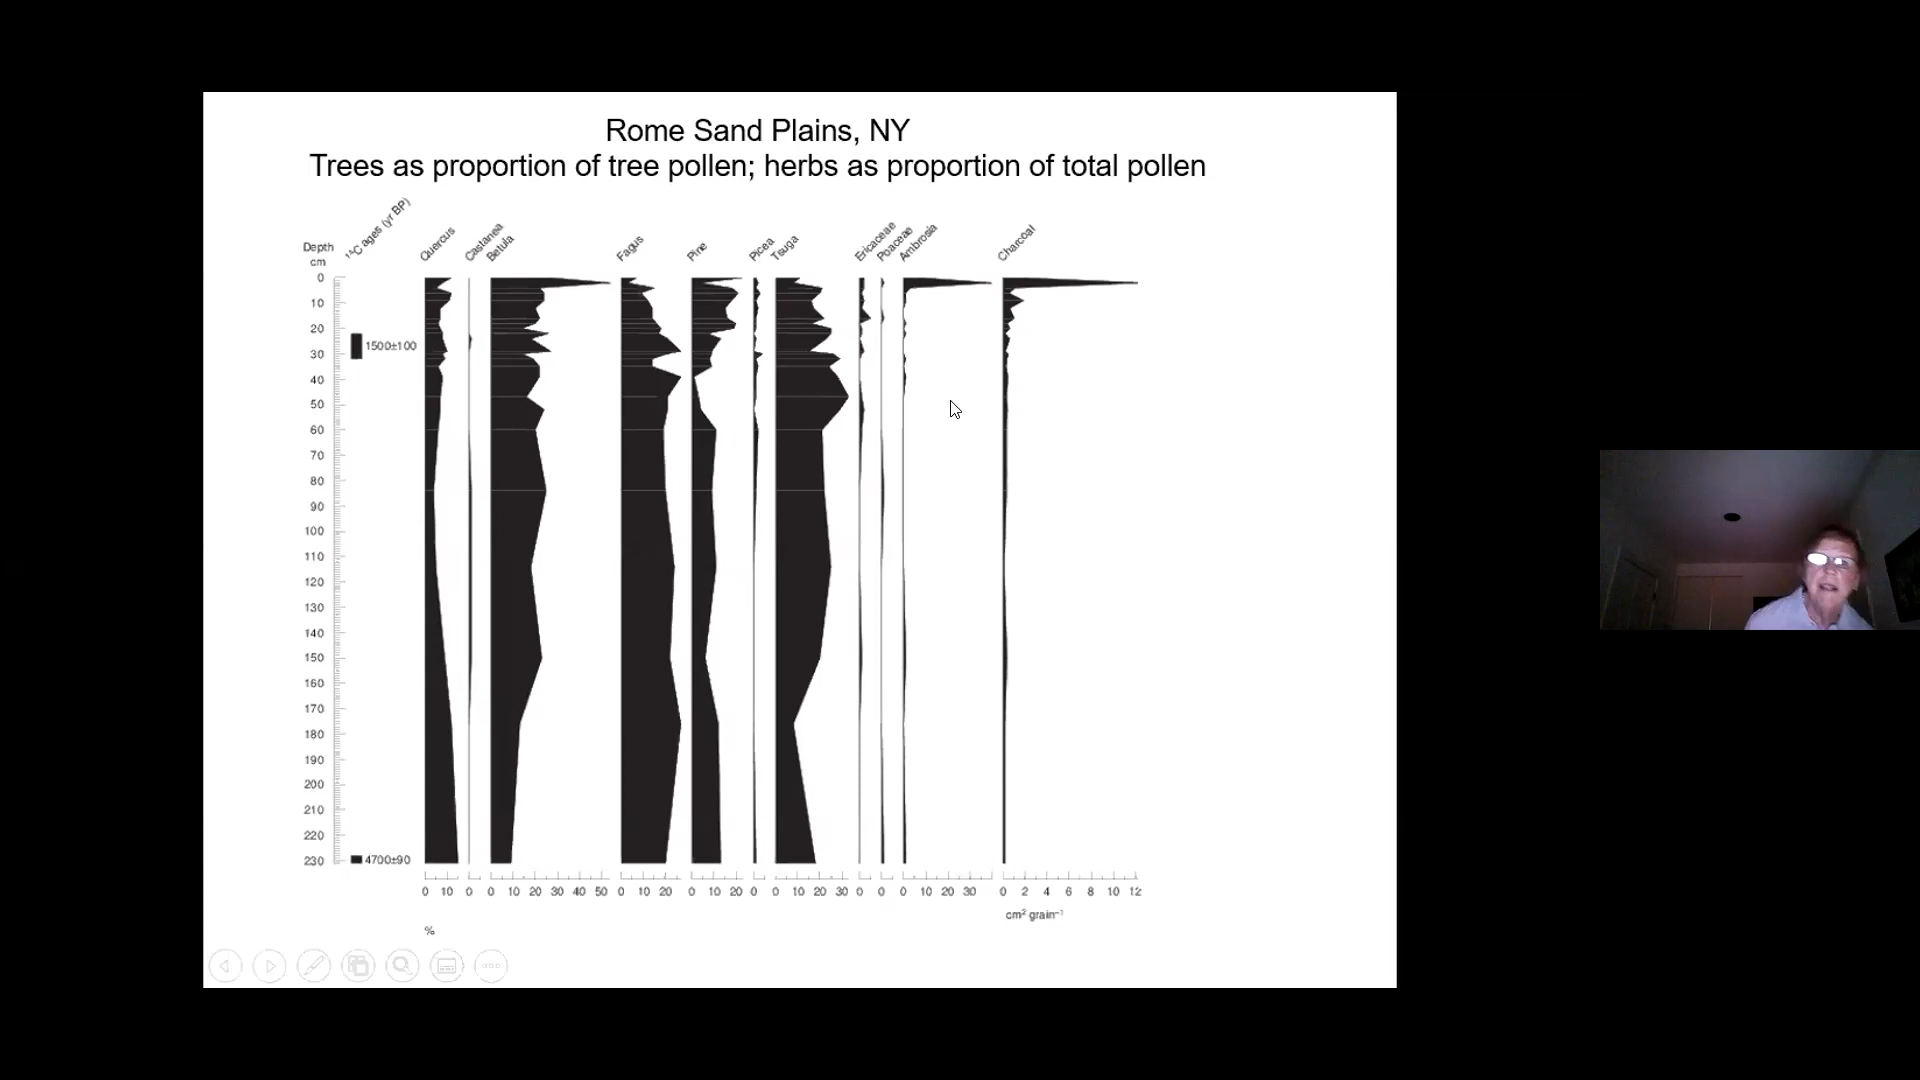 Rome Sand Plains, NY
Trees as proportion of tree pollen; herbs as proportion of total pollen
Depth
cm
¹⁴C ages (yr BP)
Quercus
Castanea
Betula
Fagus
Pine
Picea
Tsuga
Ericaceae
Poaceae
Ambrosia
Charcoal
0
10
20
1500±100
30
40
50
60
70
80
90
100
110
120
130
140
150
160
170
180
190
200
210
220
230
4700±90
0 10 0 0 10 20 30 40 50 0 10 20 0 10 20 0 0 10 20 30 0 0 0 10 20 30 0 2 4 6 8 10 12
cm² grain⁻¹
%